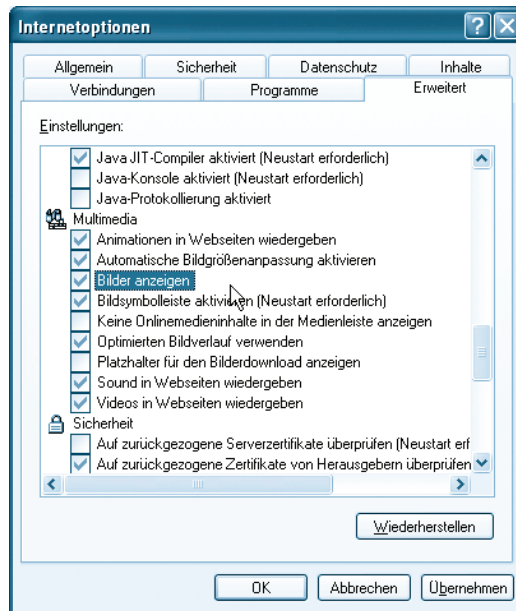 Internetoptionen
Allgemein Sicherheit Datenschutz Inhalte
Verbindungen Programme Erweitert
Einstellungen:
Java JIT-Compiler aktiviert (Neustart erforderlich)
Java-Konsole aktiviert (Neustart erforderlich)
Java-Protokollierung aktiviert
Multimedia
Animationen in Webseiten wiedergeben
Automatische Bildgrößenanpassung aktivieren
Bilder anzeigen
Bildsymbolleiste aktivieren (Neustart erforderlich)
Keine Onlinemedieninhalte in der Medienleiste anzeigen
Optimierten Bildverlauf verwenden
Platzhalter für den Bilderdownload anzeigen
Sound in Webseiten wiedergeben
Videos in Webseiten wiedergeben
Sicherheit
Auf zurückgezogene Serverzertifikate überprüfen (Neustart erf
Auf zurückgezogene Zertifikate von Herausgebern überprüfen
Wiederherstellen
OK Abbrechen Übernehmen